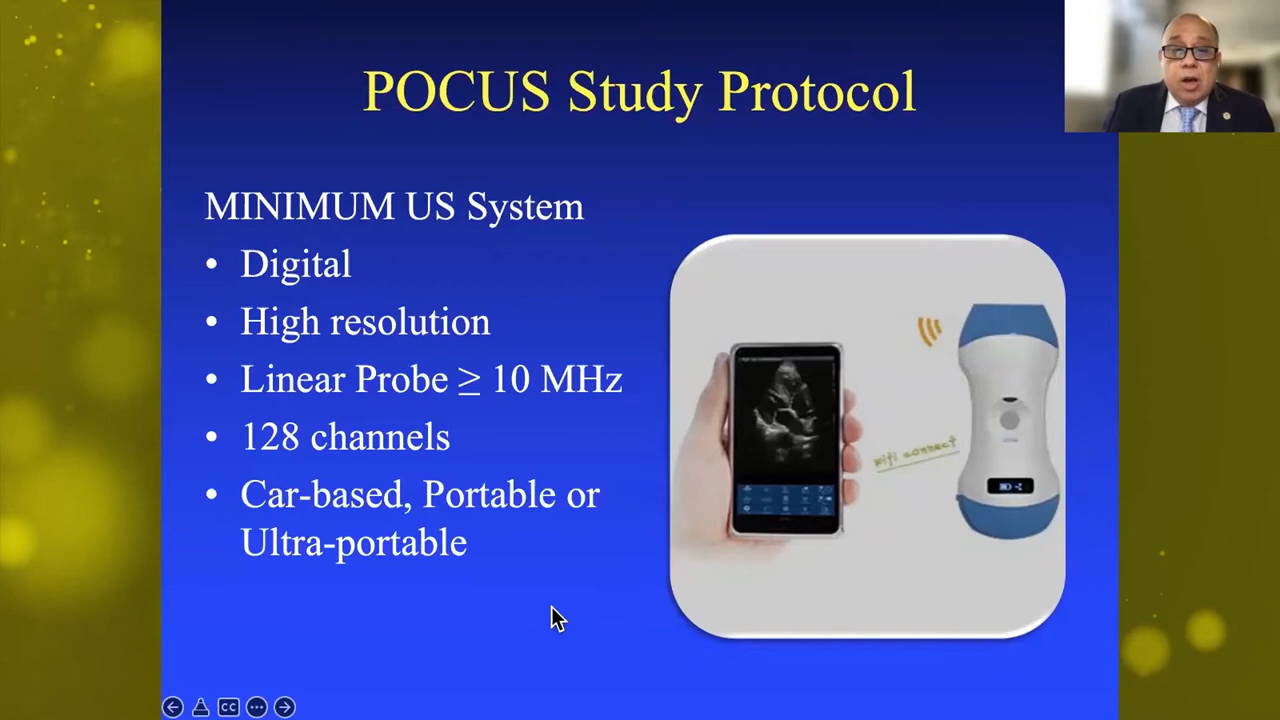 POCUS Study Protocol
MINIMUM US System
• Digital
• High resolution
• Linear Probe ≥ 10 MHz
• 128 channels
• Car-based, Portable or
Ultra-portable
wifi connect
CC